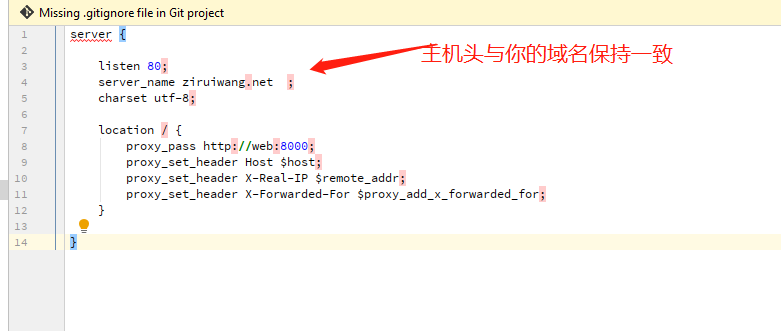 Missing .gitignore file in Git project
1 server {
2
3 listen 80;
4 server_name ziruiwang.net  ;
5 charset utf-8;
6
7 location / {
8 proxy_pass http://web:8000;
9 proxy_set_header Host $host;
10 proxy_set_header X-Real-IP $remote_addr;
11 proxy_set_header X-Forwarded-For $proxy_add_x_forwarded_for;
12 }
13
14 }
主机头与你的域名保持一致